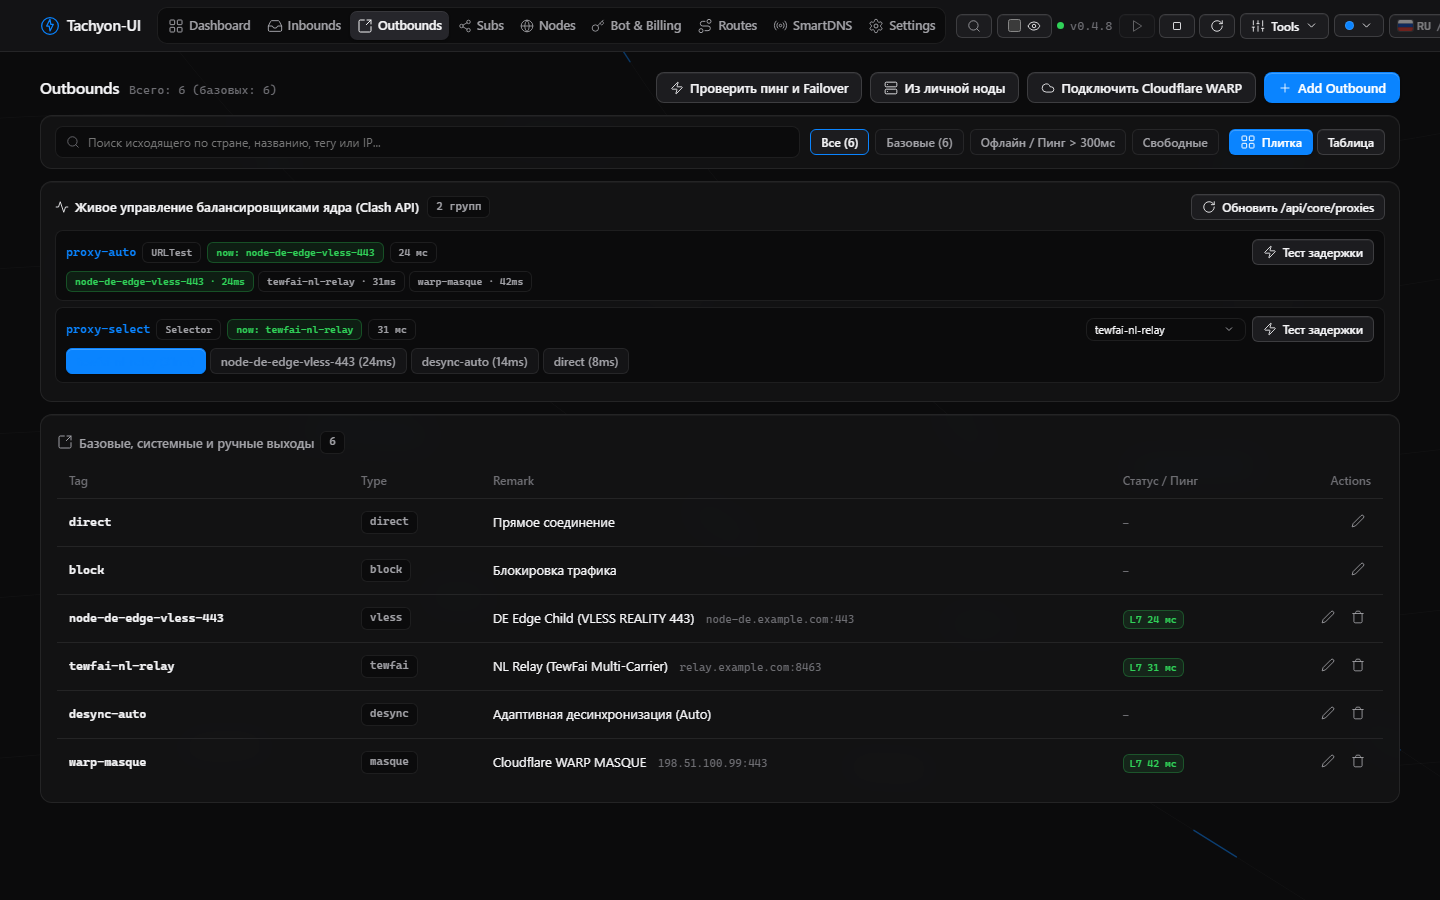 Tachyon-UI Dashboard Inbounds Outbounds Subs Nodes Bot & Billing Routes SmartDNS Settings v0.4.8 Tools RU
Outbounds Всего: 6 (базовых: 6) Проверить пинг и Failover Из личной ноды Подключить Cloudflare WARP + Add Outbound
Поиск исходящего по стране, названию, тегу или IP... Все (6) Базовые (6) Офлайн / Пинг > 300мс Свободные Плитка Таблица
Живое управление балансировщиками ядра (Clash API) 2 групп Обновить /api/core/proxies
proxy-auto URLTest now: node-de-edge-vless-443 24 мс Тест задержки
node-de-edge-vless-443 · 24ms tewfai-nl-relay · 31ms warp-masque · 42ms
proxy-select Selector now: tewfai-nl-relay 31 мс tewfai-nl-relay Тест задержки
node-de-edge-vless-443 (24ms) desync-auto (14ms) direct (8ms)
Базовые, системные и ручные выходы 6
Tag Type Remark Статус / Пинг Actions
direct direct Прямое соединение –
block block Блокировка трафика –
node-de-edge-vless-443 vless DE Edge Child (VLESS REALITY 443) node-de.example.com:443 L7 24 мс
tewfai-nl-relay tewfai NL Relay (TewFai Multi-Carrier) relay.example.com:8463 L7 31 мс
desync-auto desync Адаптивная десинхронизация (Auto) –
warp-masque masque Cloudflare WARP MASQUE 198.51.100.99:443 L7 42 мс